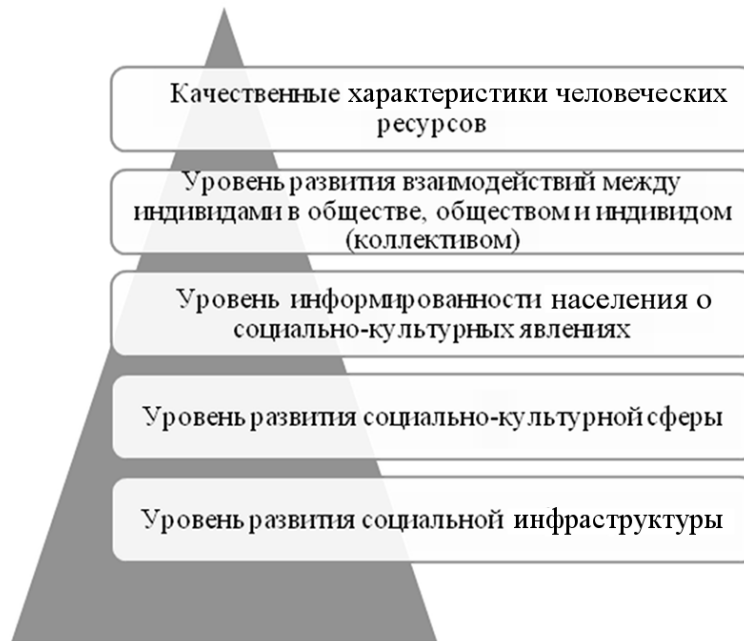 Качественные характеристики человеческих
ресурсов
Уровень развития взаимодействий между
индивидами в обществе, обществом и индивидом
(коллективом)
Уровень информированности населения о
социально-культурных явлениях
Уровень развития социально-культурной сферы
Уровень развития социальной инфраструктуры